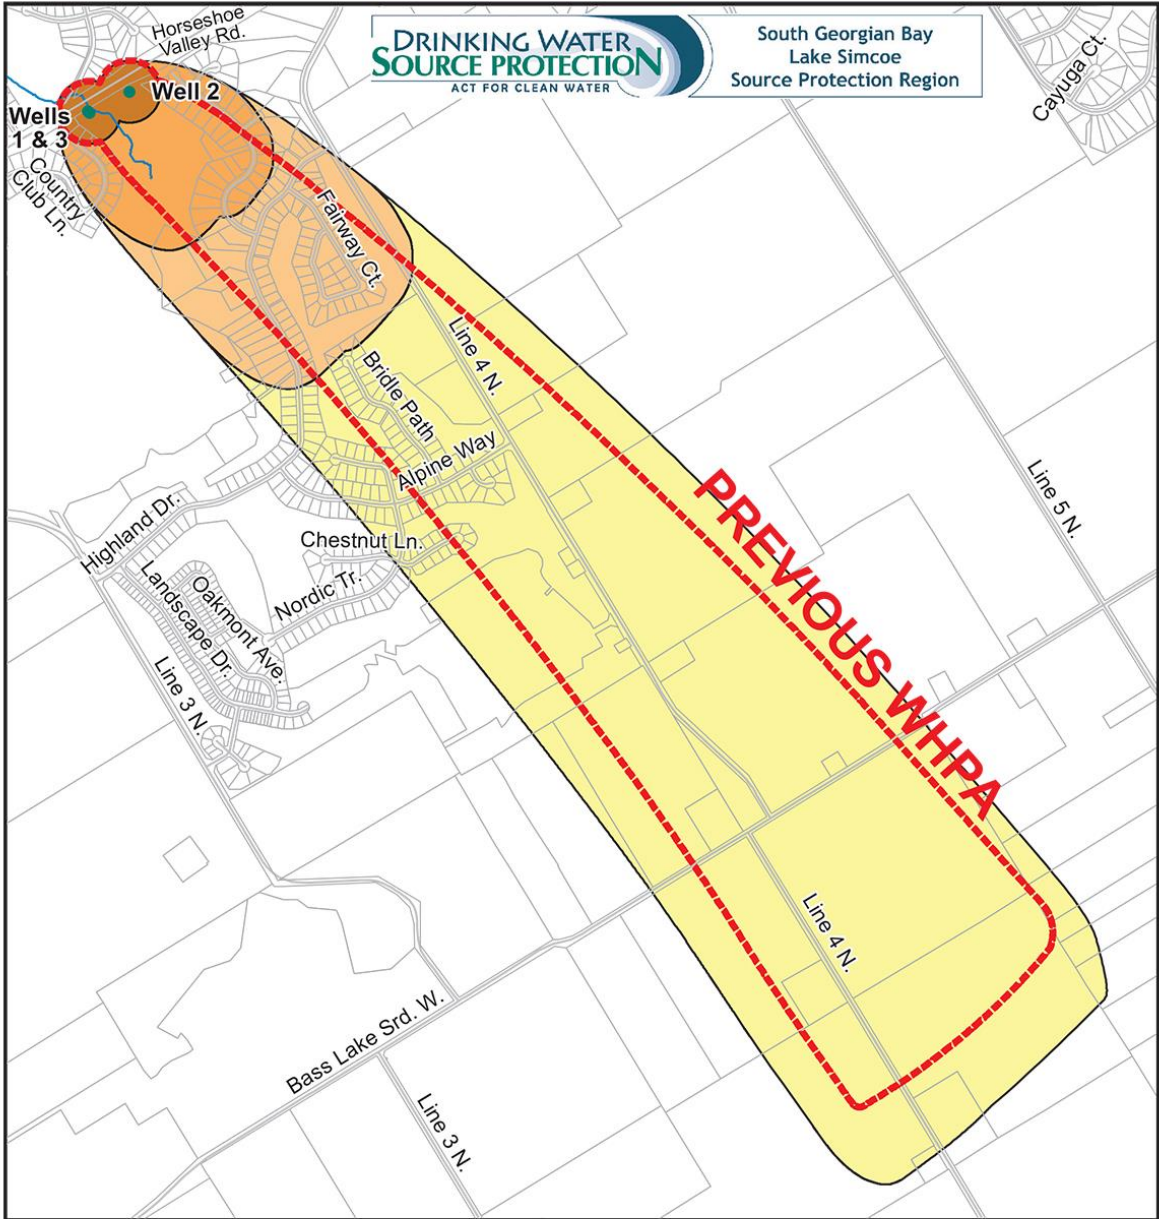 Horseshoe
Valley Rd.
DRINKING WATER
SOURCE PROTECTION
ACT FOR CLEAN WATER
South Georgian Bay
Lake Simcoe
Source Protection Region
Cayuga Ct.
Well 2
Wells
1 & 3
Country
Club Ln.
Fairway Ct.
Line 4 N.
Bridle Path
Alpine Way
PREVIOUS WHPA
Line 5 N.
Highland Dr.
Chestnut Ln.
Landscape Dr.
Oakmont Ave.
Nordic Tr.
Line 3 N.
Line 4 N.
Bass Lake Srd. W.
Line 3 N.